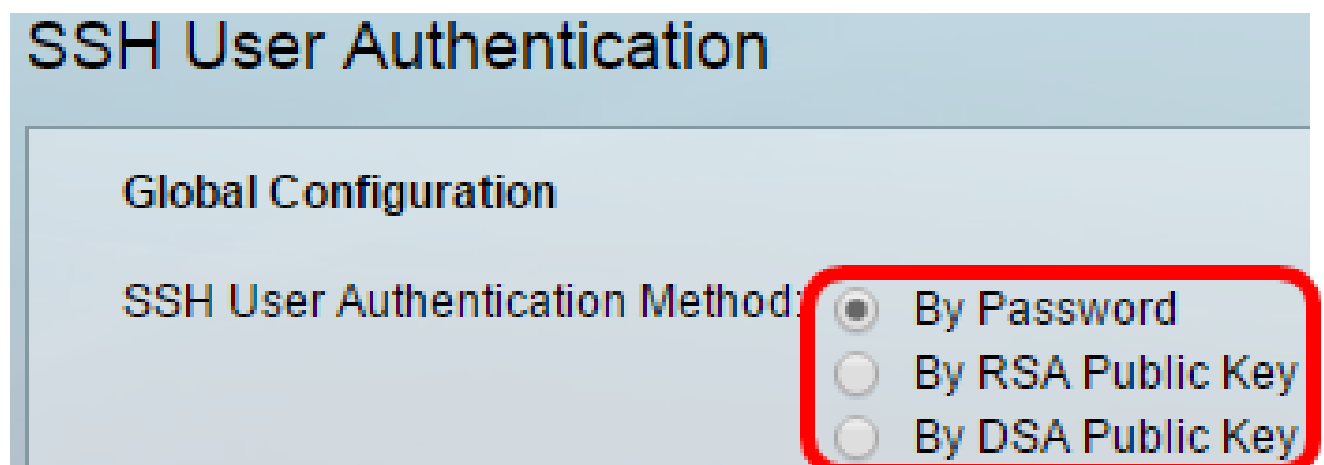 SSH User Authentication
Global Configuration
SSH User Authentication Method:
By Password
By RSA Public Key
By DSA Public Key